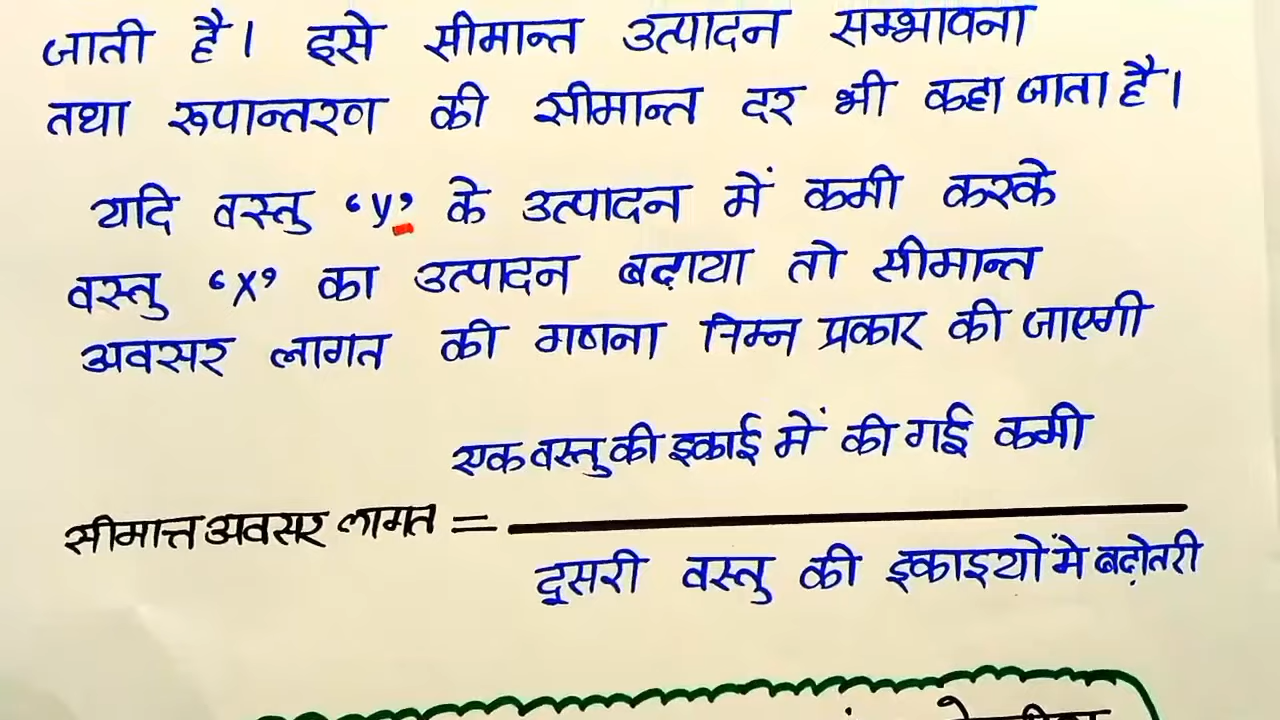 जाती है। इसे सीमान्त उत्पादन सम्भावना
तथा रूपान्तरण की सीमान्त दर भी कहा जाता है।
यदि वस्तु ‘y’ के उत्पादन में कमी करके
वस्तु ‘X’ का उत्पादन बढ़ाया तो सीमान्त
अवसर लागत की गणना निम्न प्रकार की जाएगी
एक वस्तु की इकाई में की गई कमी
सीमान्त अवसर लागत =
दूसरी वस्तु की इकाइयों मे बढ़ोतरी